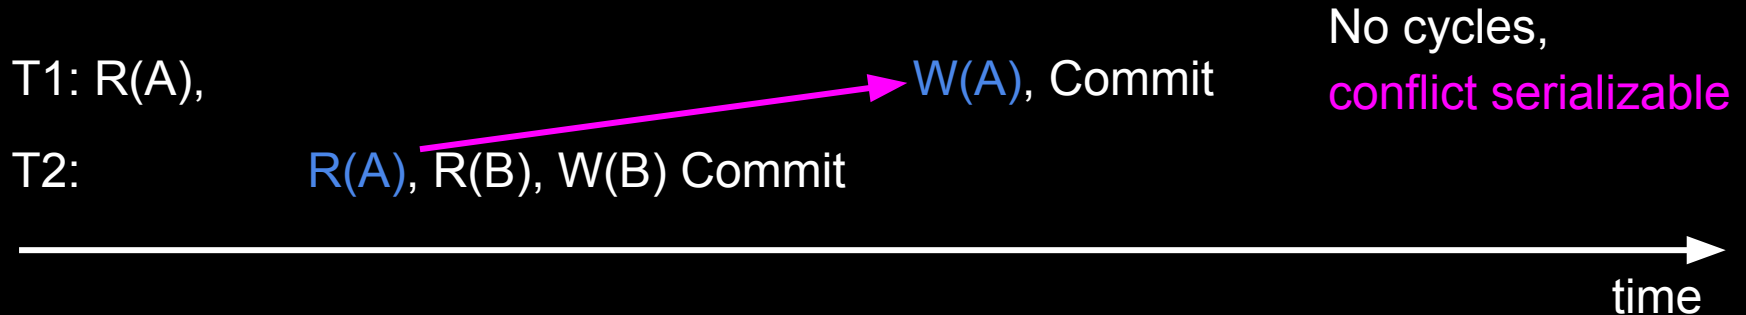 No cycles,
conflict serializable
T1: R(A), W(A), Commit
T2: R(A), R(B), W(B) Commit
time